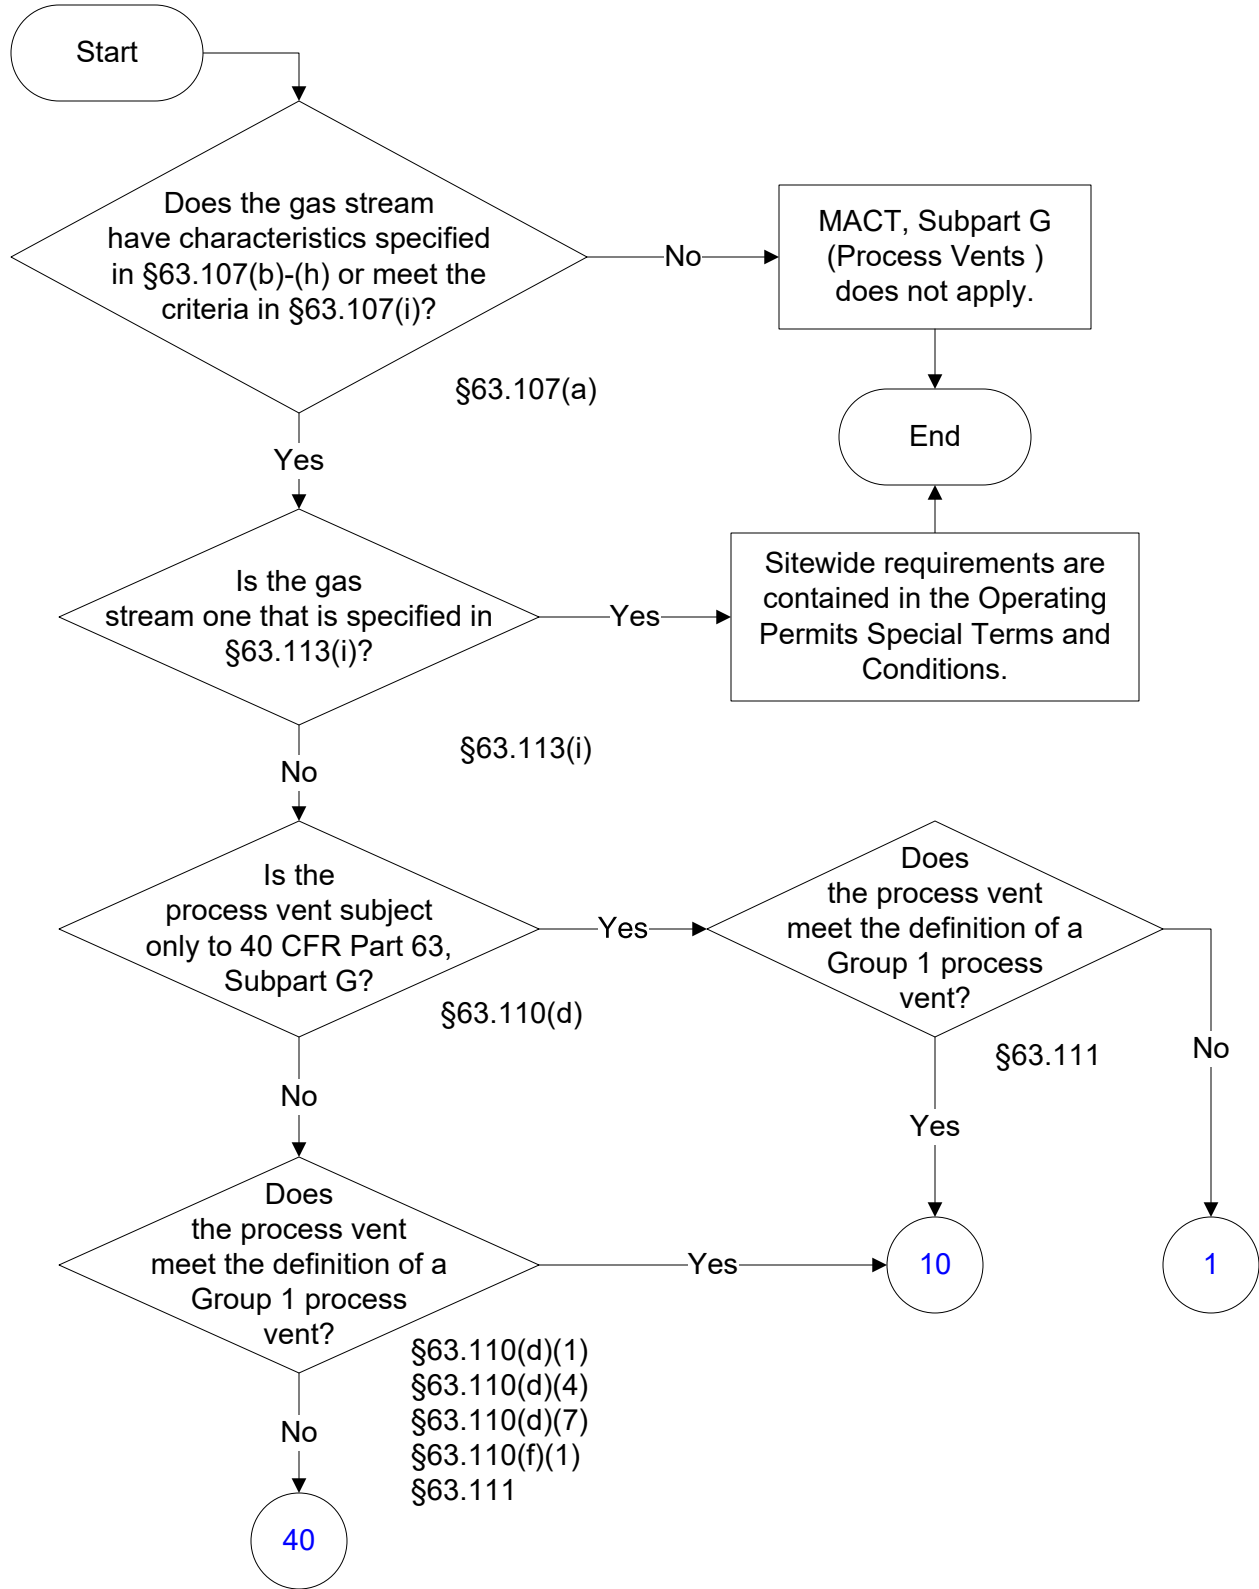 Start
Does the gas stream
have characteristics specified
in §63.107(b)-(h) or meet the
criteria in §63.107(i)?
No
MACT, Subpart G
(Process Vents )
does not apply.
§63.107(a)
End
Yes
Is the gas
stream one that is specified in
§63.113(i)?
Yes
Sitewide requirements are
contained in the Operating
Permits Special Terms and
Conditions.
§63.113(i)
No
Is the
process vent subject
only to 40 CFR Part 63,
Subpart G?
Yes
Does
the process vent
meet the definition of a
Group 1 process
vent?
§63.110(d)
§63.111
No
No
Yes
Does
the process vent
meet the definition of a
Group 1 process
vent?
Yes
10
1
§63.110(d)(1)
§63.110(d)(4)
§63.110(d)(7)
§63.110(f)(1)
§63.111
No
40